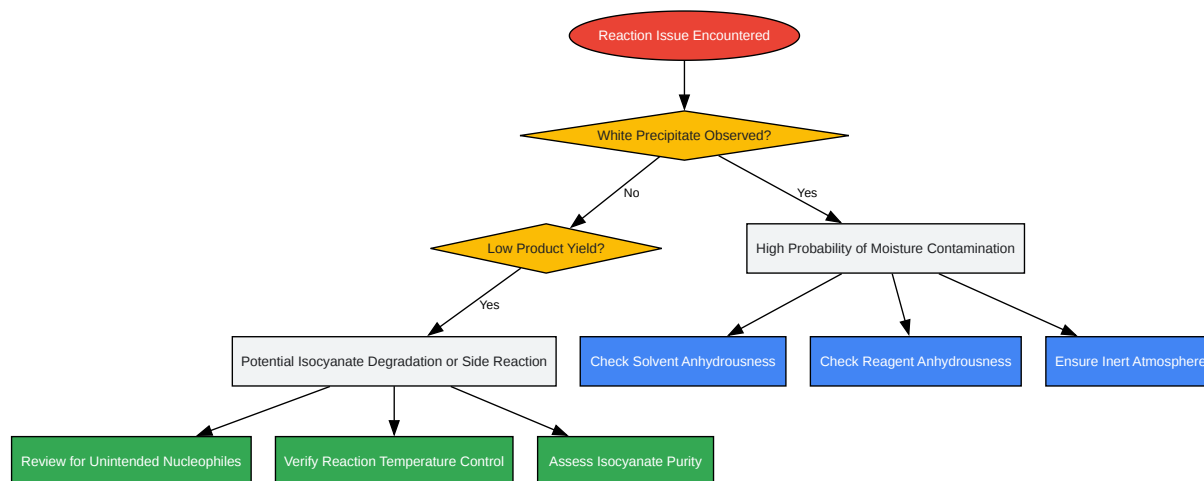 Reaction Issue Encountered
White Precipitate Observed?
No
Yes
Low Product Yield?
High Probability of Moisture Contamination
Yes
Potential Isocyanate Degradation or Side Reaction
Check Solvent Anhydrousness
Check Reagent Anhydrousness
Ensure Inert Atmosphere
Review for Unintended Nucleophiles
Verify Reaction Temperature Control
Assess Isocyanate Purity